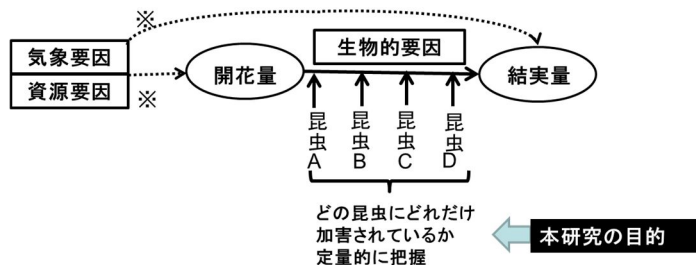 ※
気象要因
資源要因
※
開花量
生物的要因
結実量
昆虫A
昆虫B
昆虫C
昆虫D
どの昆虫にどれだけ
加害されているか
定量的に把握
本研究の目的